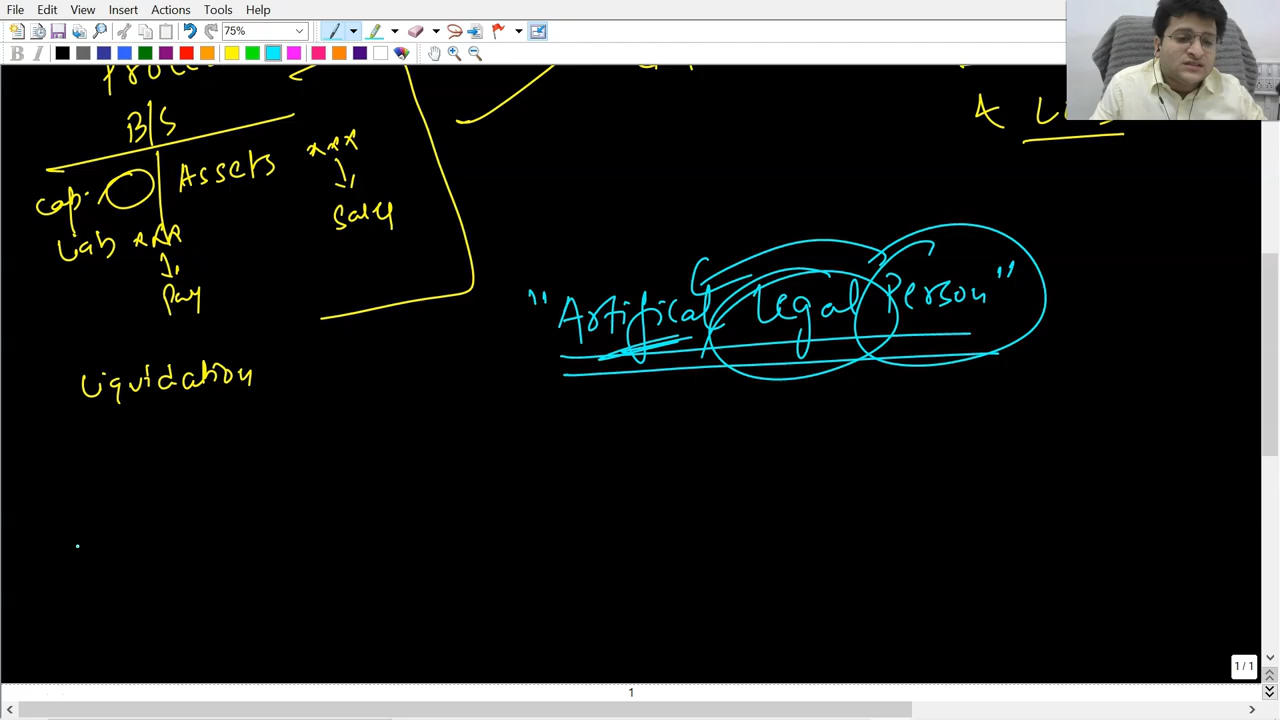 File Edit View Insert Actions Tools Help
75%
B I
B/S
Cap. Assets xxx
Sale
Liab xxx
Pay
"Artifical Legal Person"
Liquidation
1/1
1